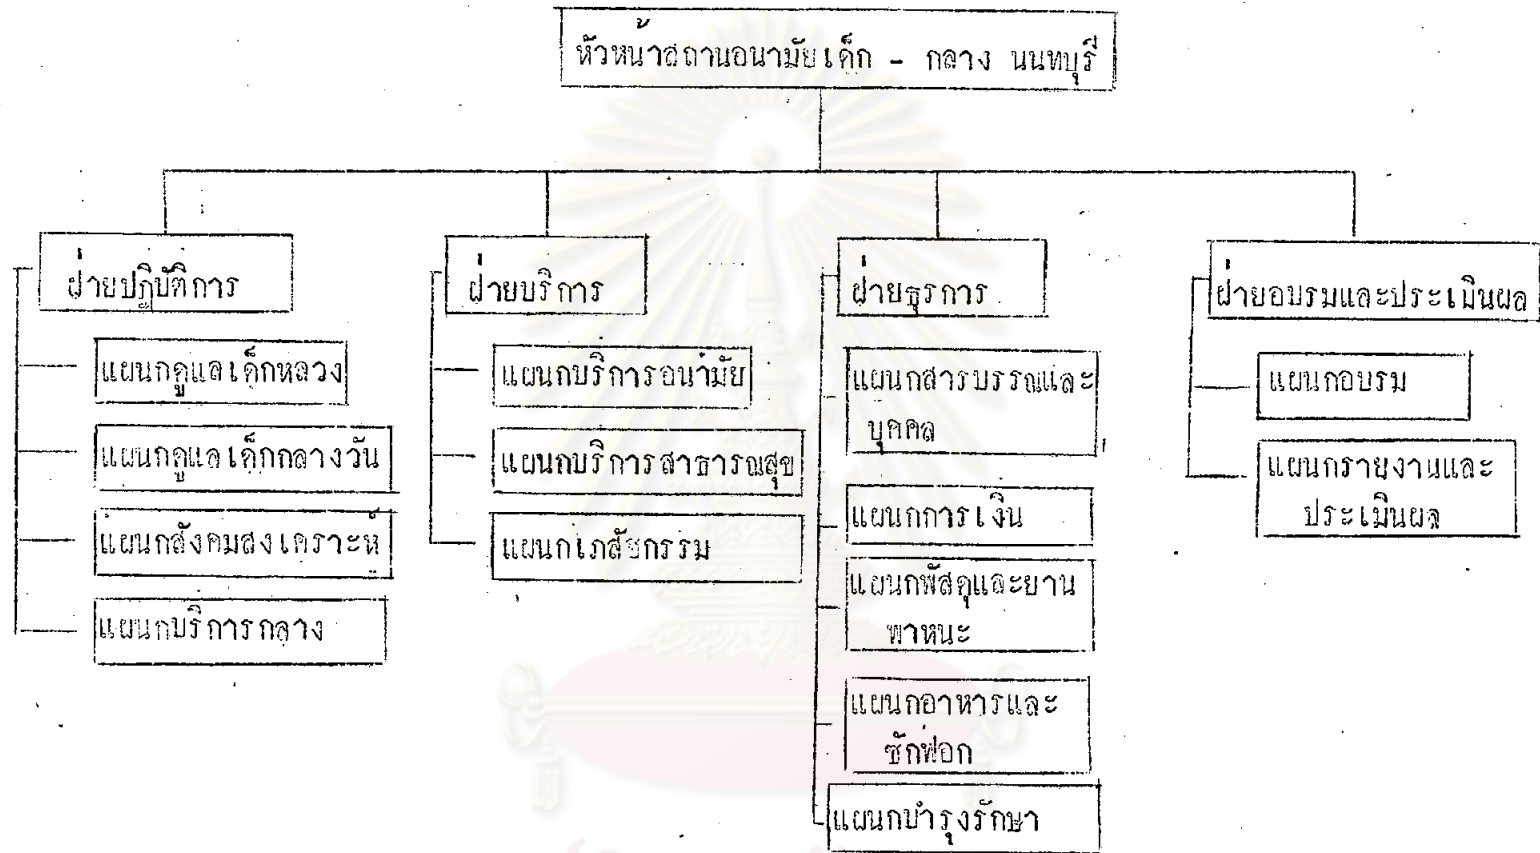 หัวหน้าสถานอนามัยเด็ก - กลาง นนทบุรี
ฝ่ายปฏิบัติการ
แผนกดูแลเด็กหลวง
แผนกดูแลเด็กกลางวัน
แผนกสังคมสงเคราะห์
แผนกบริการกลาง
ฝ่ายบริการ
แผนกบริการอนามัย
แผนกบริการสาธารณสุข
แผนกเภสัชกรรม
ฝ่ายธุรการ
แผนกสารบรรณและ
บุคคล
แผนกการเงิน
แผนกพัสดุและยาน
พาหนะ
แผนกอาหารและ
ซักฟอก
แผนกบำรุงรักษา
ฝ่ายอบรมและประเมินผล
แผนกอบรม
แผนกรายงานและ
ประเมินผล